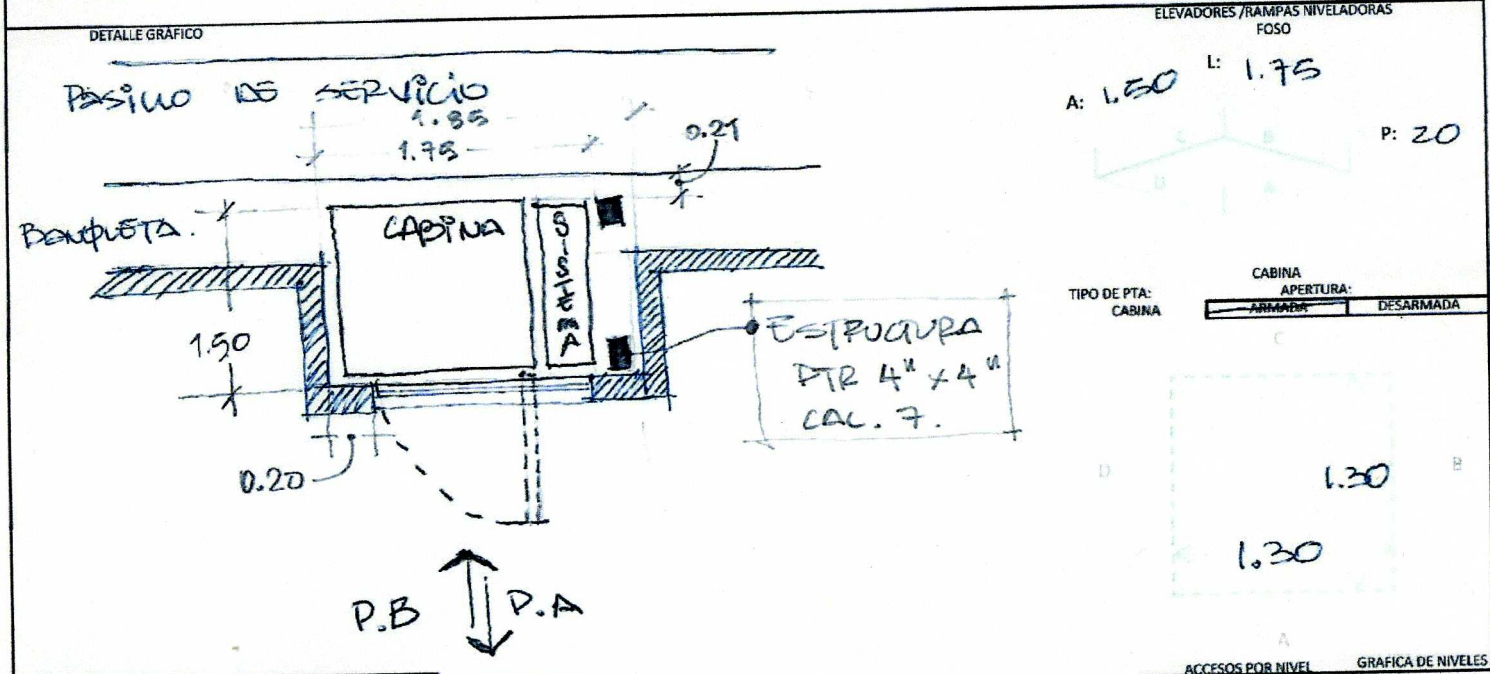 DETALLE GRÁFICO
ELEVADORES /RAMPAS NIVELADORAS
FOSO
PASILLO DE SERVICIO
1.85
1.75
0.21
A: 1.50
L: 1.75
P: 20
C B
D A
BANQUETA.
CABINA
SISTEMA
1.50
0.20
ESTRUCTURA
PTR 4" x 4"
CAL. 7.
P.B P.A
CABINA
TIPO DE PTA:
APERTURA:
CABINA
ARMADA
DESARMADA
C
D
B
1.30
1.30
A
ACCESOS POR NIVEL
GRAFICA DE NIVELES